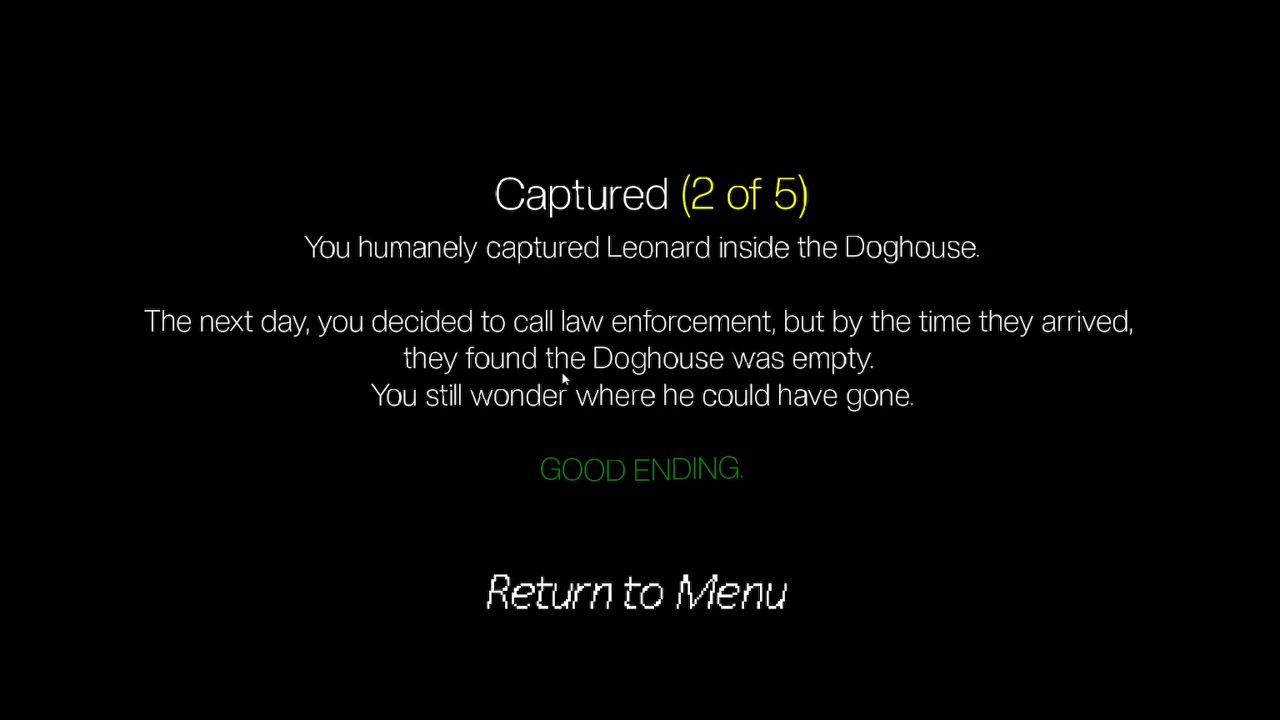 Captured (2 of 5)
You humanely captured Leonard inside the Doghouse.
The next day, you decided to call law enforcement, but by the time they arrived,
they found the Doghouse was empty.
You still wonder where he could have gone.
GOOD ENDING.
Return to Menu